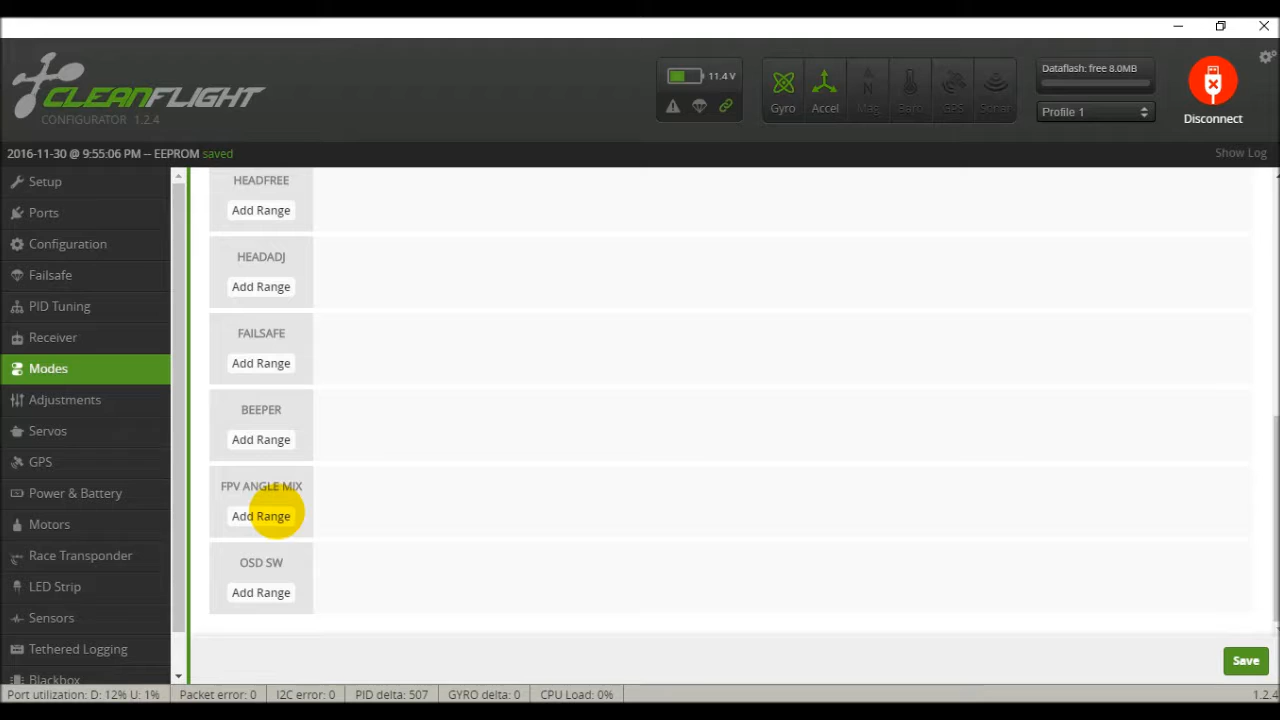 CLEANFLIGHT
CONFIGURATOR 1.2.4
11.4 V
Gyro
Accel
Mag
Baro
GPS
Sonar
Dataflash: free 8.0MB
Profile 1
Disconnect
2016-11-30 @ 9:55:06 PM -- EEPROM saved
Show Log
Setup
Ports
Configuration
Failsafe
PID Tuning
Receiver
Modes
Adjustments
Servos
GPS
Power & Battery
Motors
Race Transponder
LED Strip
Sensors
Tethered Logging
Blackbox
HEADFREE
Add Range
HEADADJ
Add Range
FAILSAFE
Add Range
BEEPER
Add Range
FPV ANGLE MIX
Add Range
OSD SW
Add Range
Save
Port utilization: D: 12% U: 1%
Packet error: 0
I2C error: 0
PID delta: 507
GYRO delta: 0
CPU Load: 0%
1.2.4